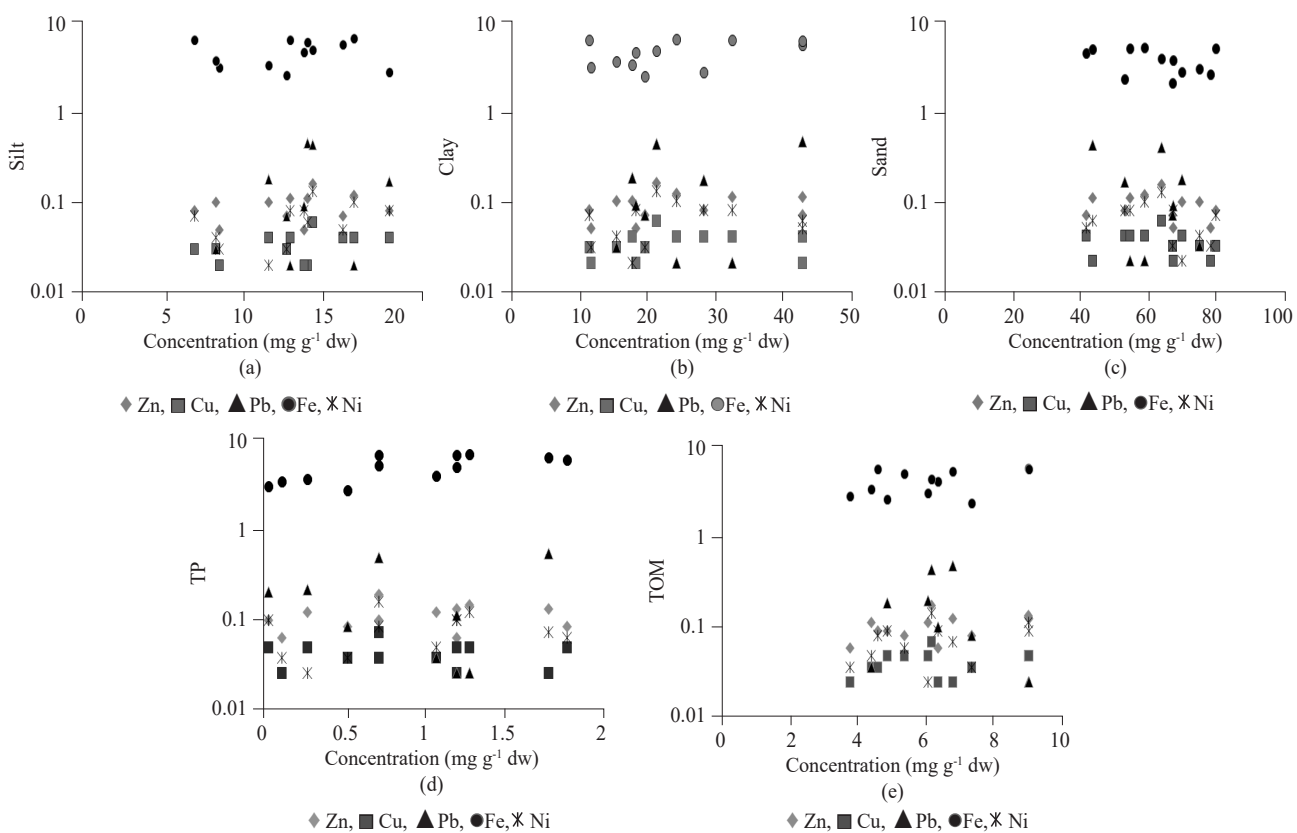 10
1
0.1
0.01
Silt
0
5
10
15
20
Concentration (mg g-1 dw)
(a)
Zn, Cu, Pb, Fe, Ni
10
1
0.1
0.01
Clay
0
10
20
30
40
50
Concentration (mg g-1 dw)
(b)
Zn, Cu, Pb, Fe, Ni
10
1
0.1
0.01
Sand
0
20
40
60
80
100
Concentration (mg g-1 dw)
(c)
Zn, Cu, Pb, Fe, Ni
10
1
0.1
0.01
TP
0
0.5
1
1.5
2
Concentration (mg g-1 dw)
(d)
Zn, Cu, Pb, Fe, Ni
10
1
0.1
0.01
TOM
0
2
4
6
8
10
Concentration (mg g-1 dw)
(e)
Zn, Cu, Pb, Fe, Ni